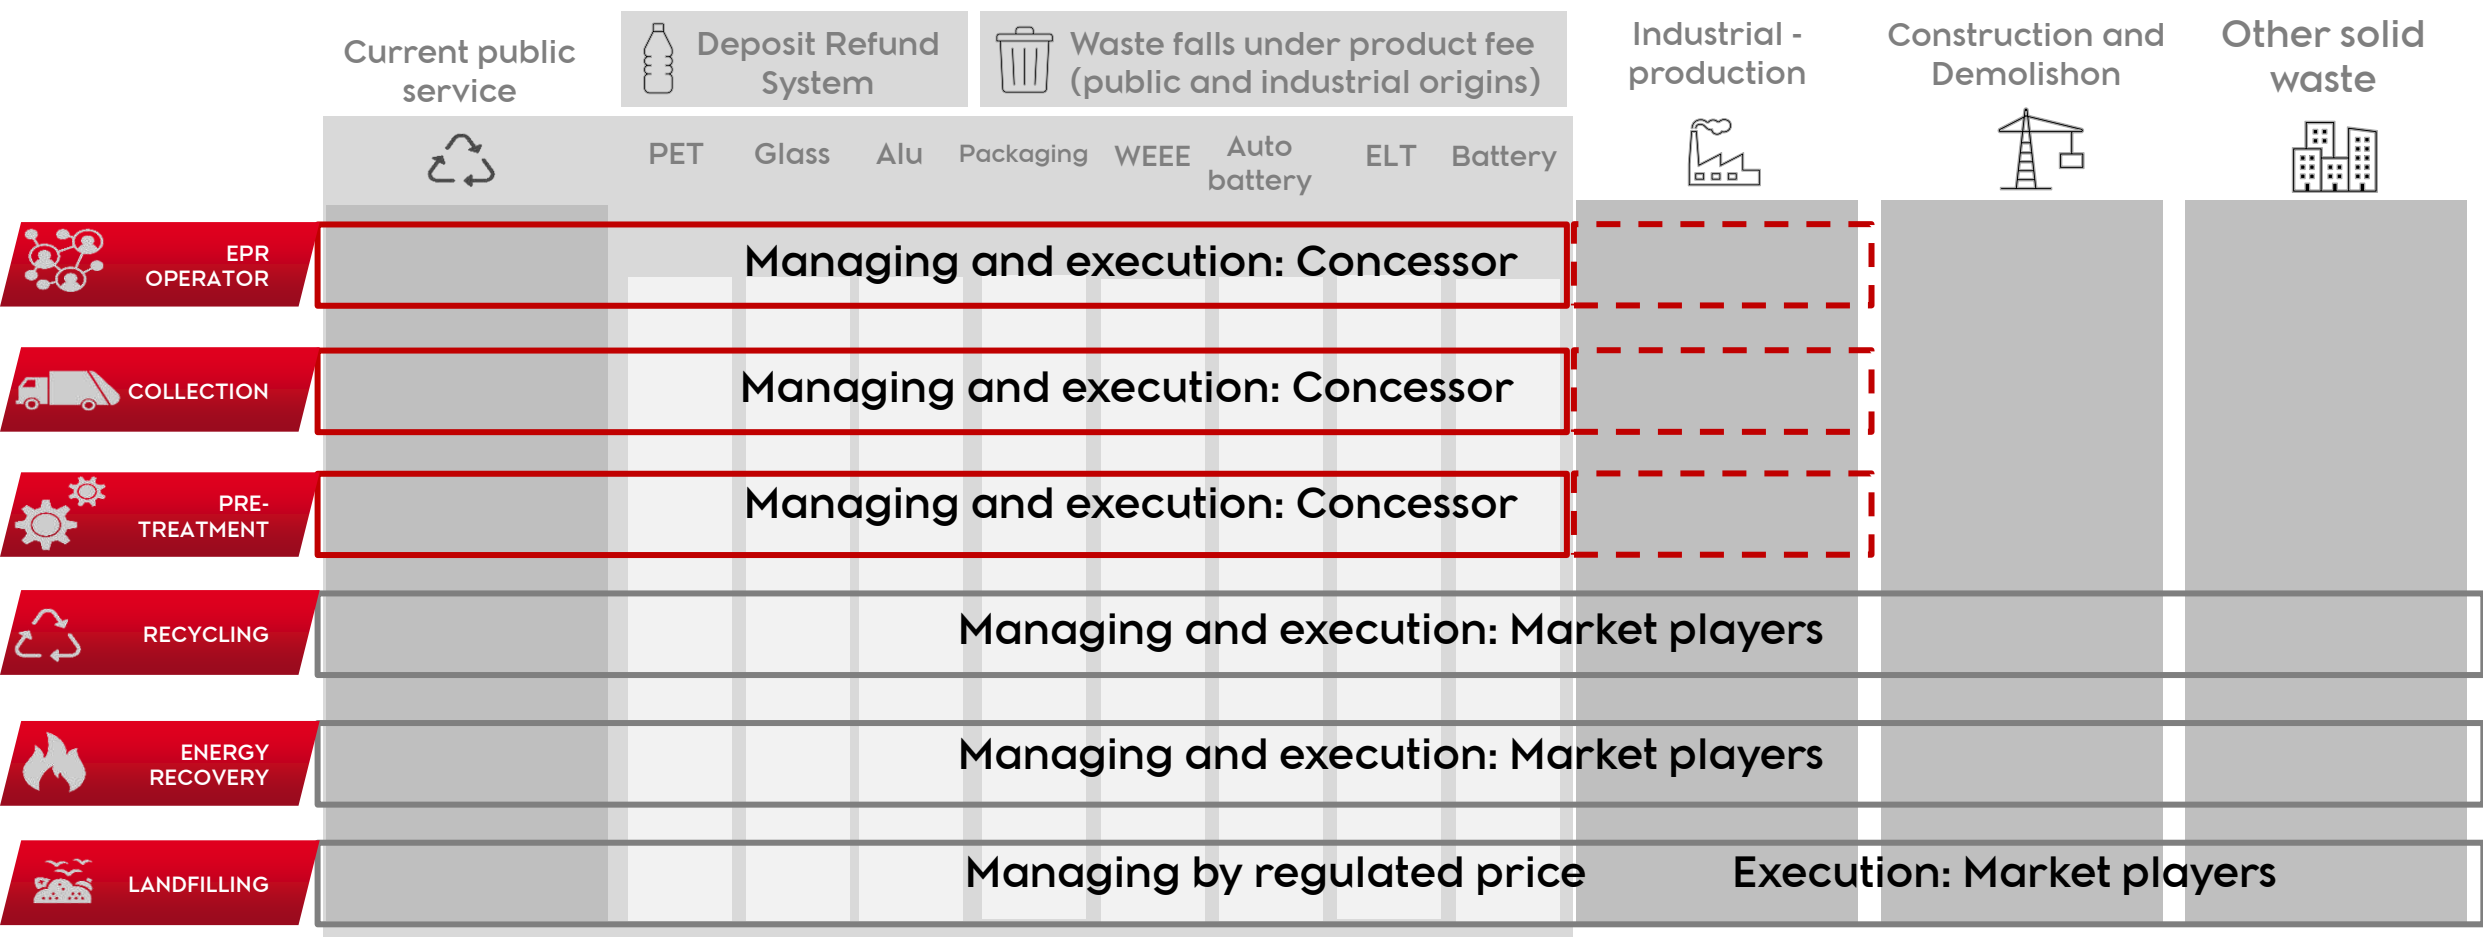 Current public
service
Deposit Refund
System
Waste falls under product fee
(public and industrial origins)
Industrial -
production
Construction and
Demolishon
Other solid
waste
PET
Glass
Alu
Packaging
WEEE
Auto
battery
ELT
Battery
EPR
OPERATOR
Managing and execution: Concessor
COLLECTION
Managing and execution: Concessor
PRE-
TREATMENT
Managing and execution: Concessor
RECYCLING
Managing and execution: Market players
ENERGY
RECOVERY
Managing and execution: Market players
LANDFILLING
Managing by regulated price
Execution: Market players